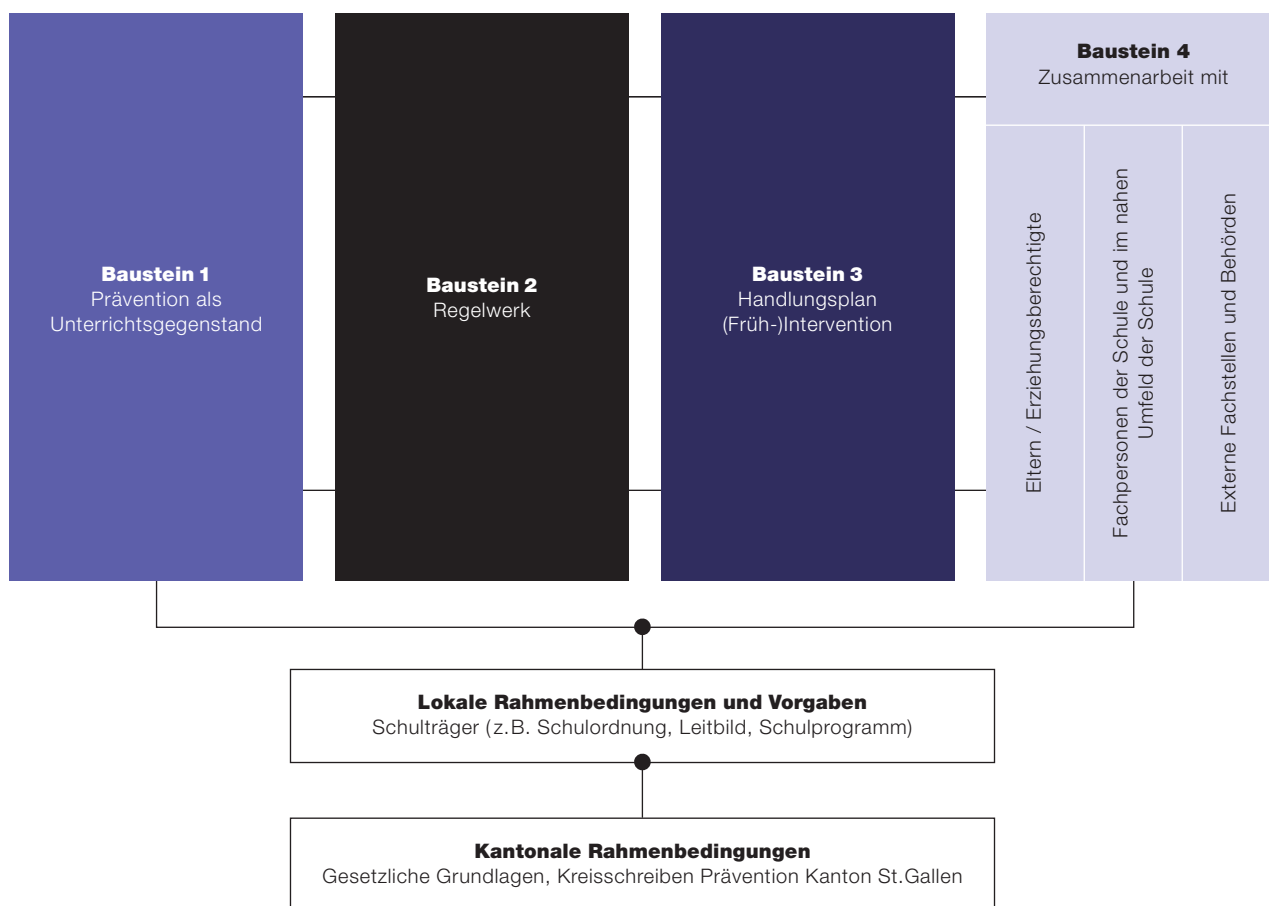 Baustein 1
Prävention als
Unterrichtsgegenstand
Baustein 2
Regelwerk
Baustein 3
Handlungsplan
(Früh-)Intervention
Baustein 4
Zusammenarbeit mit
Eltern / Erziehungsberechtigte
Fachpersonen der Schule und im nahen
Umfeld der Schule
Externe Fachstellen und Behörden
Lokale Rahmenbedingungen und Vorgaben
Schulträger (z.B. Schulordnung, Leitbild, Schulprogramm)
Kantonale Rahmenbedingungen
Gesetzliche Grundlagen, Kreisschreiben Prävention Kanton St.Gallen